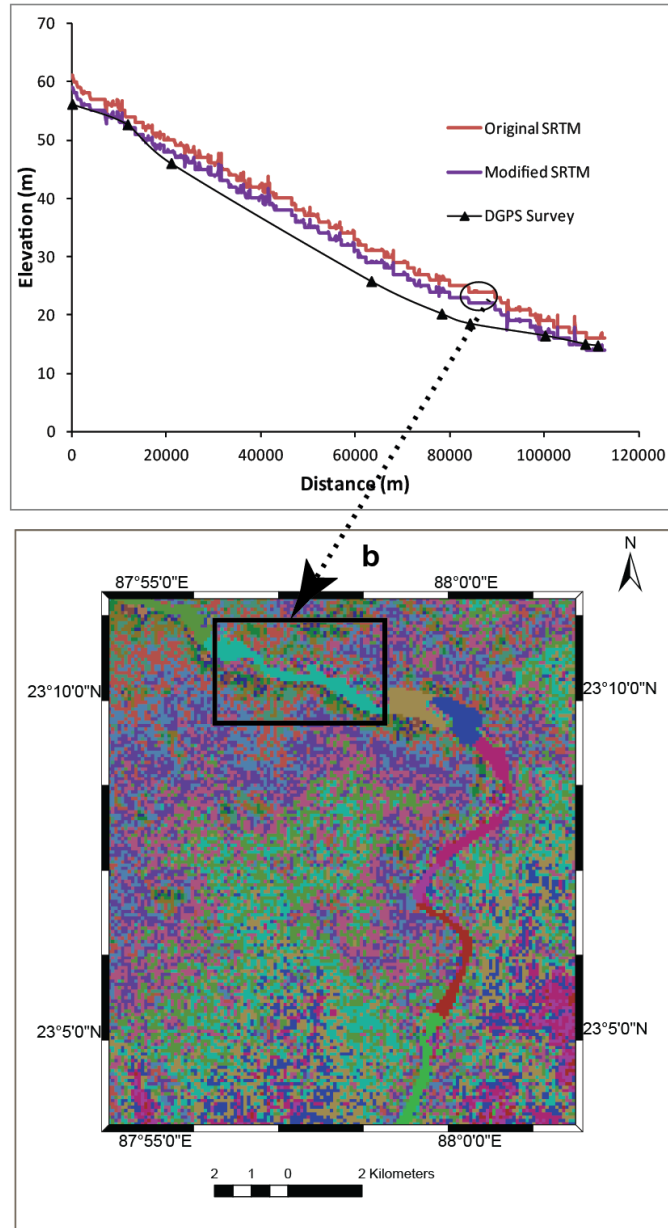 70
60
50
40
30
20
10
0
Elevation (m)
Original SRTM
Modified SRTM
DGPS Survey
0 20000 40000 60000 80000 100000 120000
Distance (m)
b
N
87°55'0"E 88°0'0"E
23°10'0"N 23°10'0"N
23°5'0"N 23°5'0"N
87°55'0"E 88°0'0"E
2 1 0 2 Kilometers